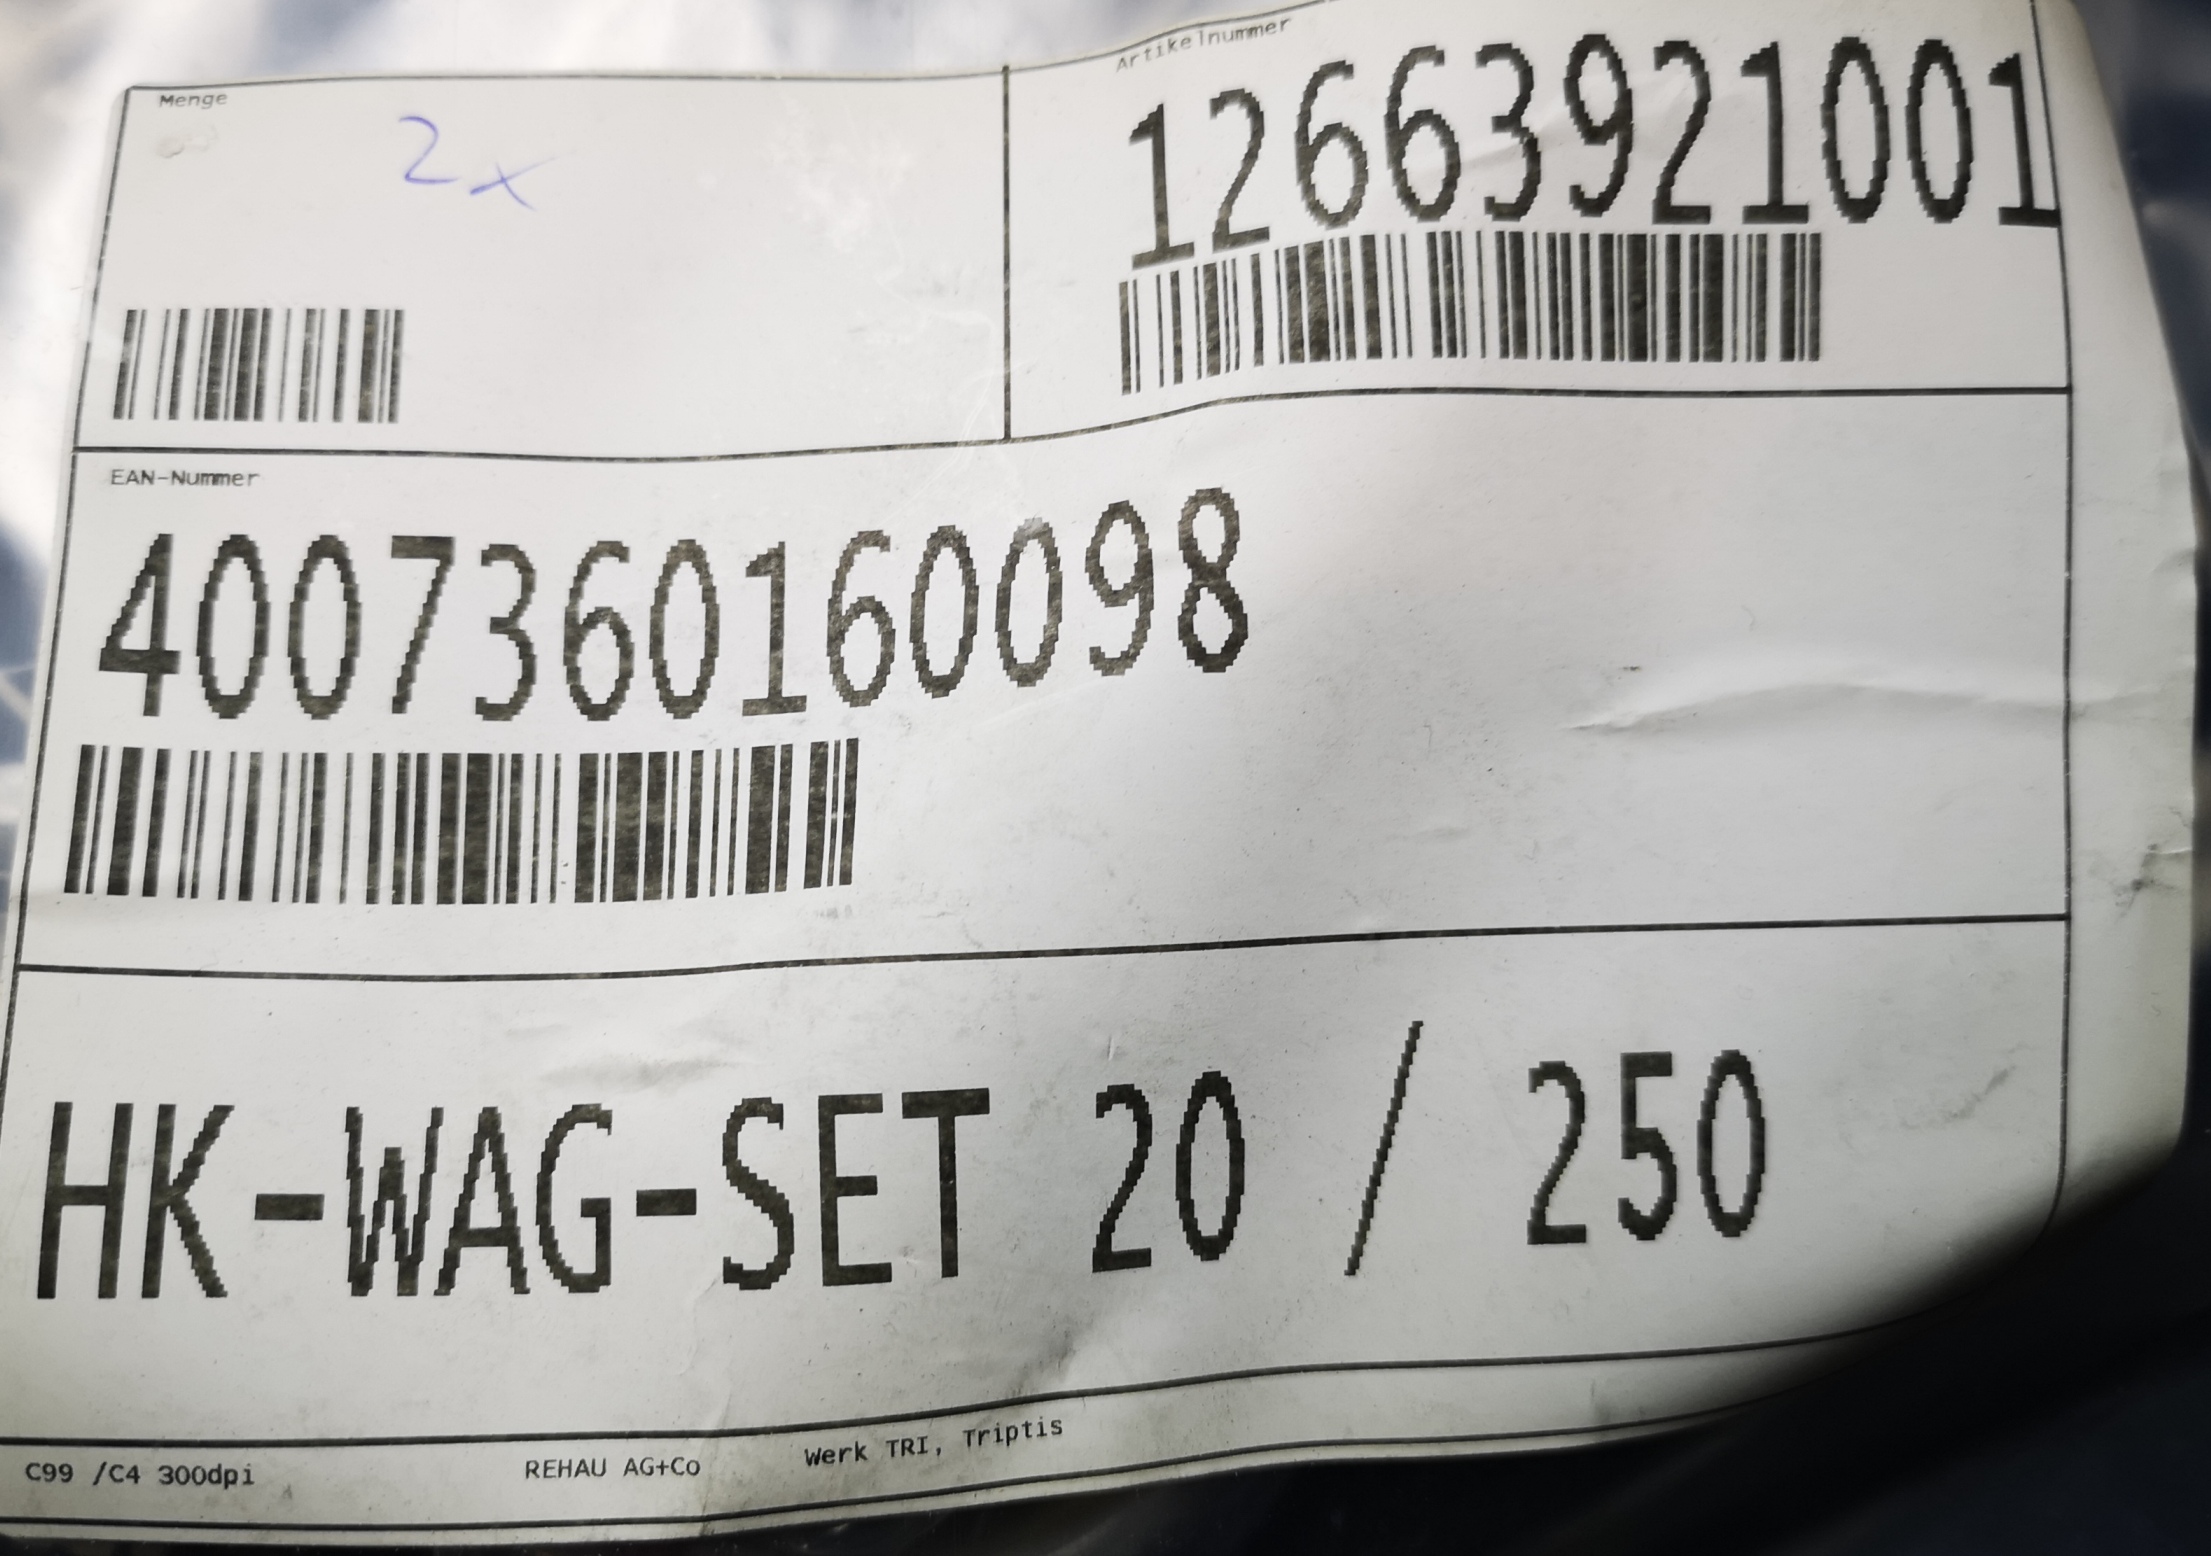 Menge
2x
Artikelnummer
12663921001
EAN-Nummer
4007360160098
HK-WAG-SET 20 / 250
C99 /C4 300dpi REHAU AG+Co Werk TRI, Triptis